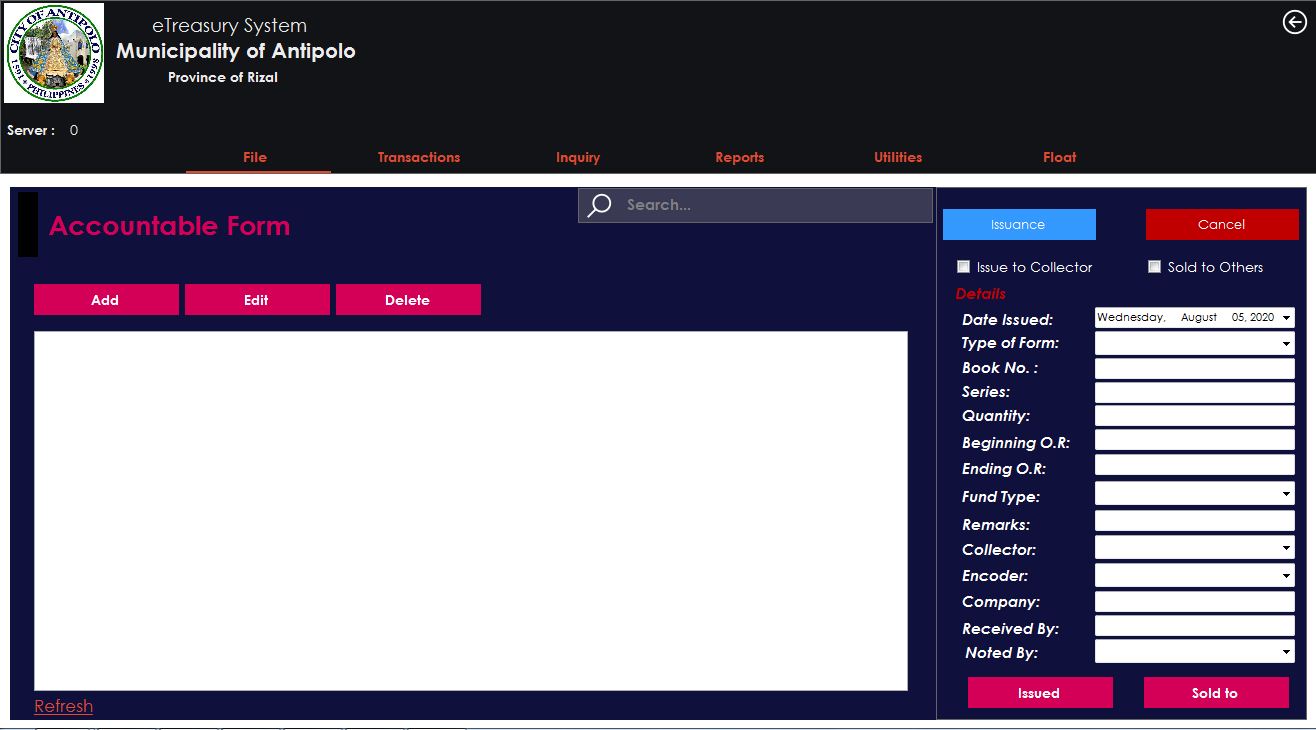 CITY OF ANTIPOLO
1591 • PHILIPPINES • 1998
eTreasury System
Municipality of Antipolo
Province of Rizal
Server : 0
File Transactions Inquiry Reports Utilities Float
Search...
Accountable Form
Issuance Cancel
Issue to Collector Sold to Others
Details
Add Edit Delete
Date Issued: Wednesday, August 05, 2020
Type of Form:
Book No. :
Series:
Quantity:
Beginning O.R:
Ending O.R:
Fund Type:
Remarks:
Collector:
Encoder:
Company:
Received By:
Noted By:
Issued Sold to
Refresh